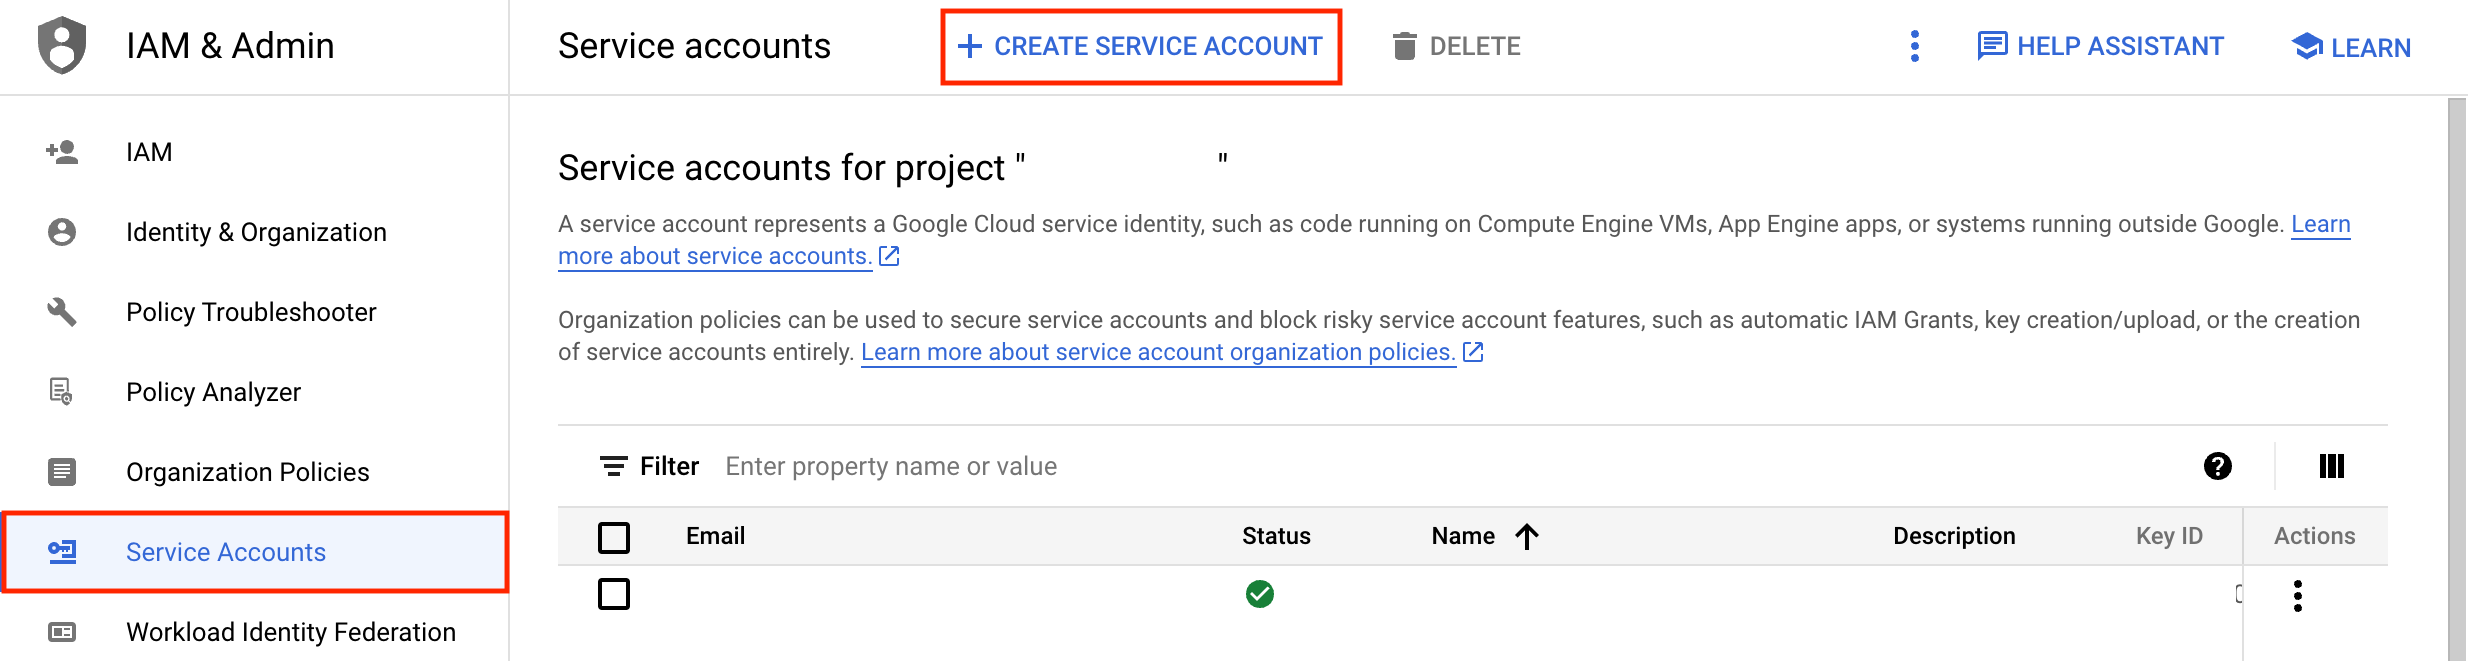 IAM & Admin
Service accounts
CREATE SERVICE ACCOUNT
DELETE
HELP ASSISTANT
LEARN
IAM
Identity & Organization
Policy Troubleshooter
Policy Analyzer
Organization Policies
Service Accounts
Workload Identity Federation
Service accounts for project " "
A service account represents a Google Cloud service identity, such as code running on Compute Engine VMs, App Engine apps, or systems running outside Google. Learn
more about service accounts.
Organization policies can be used to secure service accounts and block risky service account features, such as automatic IAM Grants, key creation/upload, or the creation
of service accounts entirely. Learn more about service account organization policies.
Filter Enter property name or value
Email Status Name Description Key ID Actions